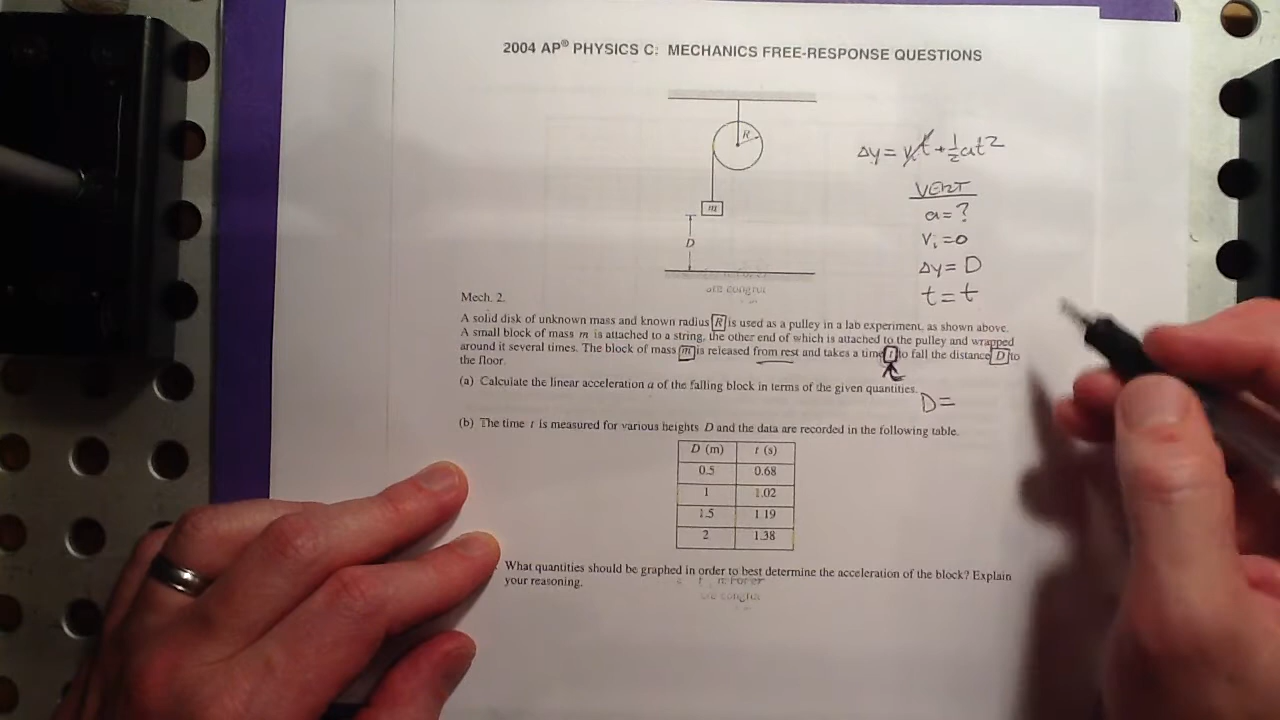 2004 AP® PHYSICS C: MECHANICS FREE-RESPONSE QUESTIONS
R
m
D
Δy = vᵢt + ½at²
VERT
a = ?
Vᵢ = 0
Δy = D
t = t
Mech. 2.
A solid disk of unknown mass and known radius R is used as a pulley in a lab experiment, as shown above.
A small block of mass m is attached to a string, the other end of which is attached to the pulley and wrapped
around it several times. The block of mass m is released from rest and takes a time t to fall the distance D to
the floor.
(a) Calculate the linear acceleration a of the falling block in terms of the given quantities.
D =
(b) The time t is measured for various heights D and the data are recorded in the following table.
D (m) t (s)
0.5 0.68
1 1.02
1.5 1.19
2 1.38
What quantities should be graphed in order to best determine the acceleration of the block? Explain
your reasoning.